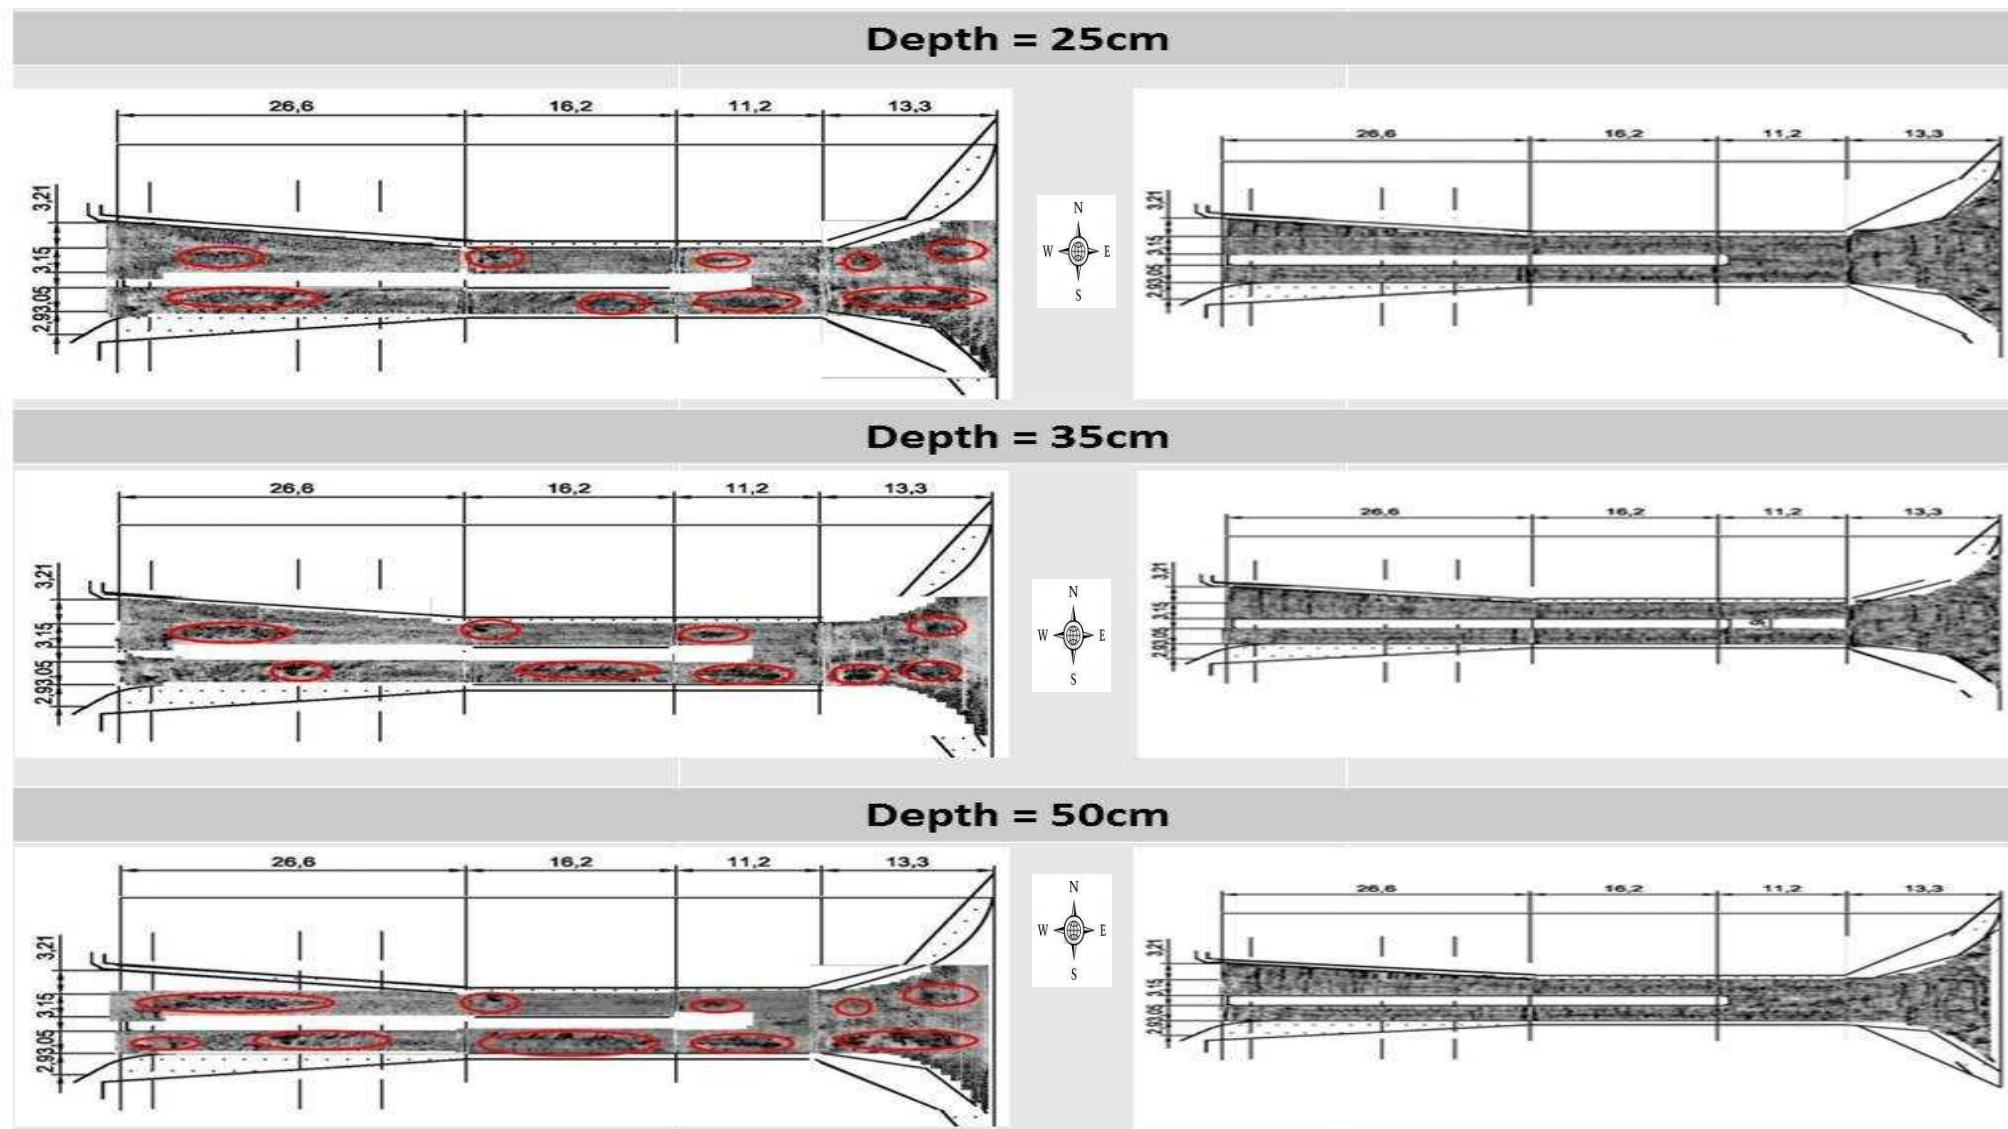 Depth = 25cm
26,6 16,2 11,2 13,3
3,21
3,15
2,93,05
N
W E
S
26,6 16,2 11,2 13,3
3,21
3,15
2,93,05
Depth = 35cm
26,6 16,2 11,2 13,3
3,21
3,15
2,93,05
N
W E
S
26,6 16,2 11,2 13,3
3,21
3,15
2,93,05
Depth = 50cm
26,6 16,2 11,2 13,3
3,21
3,15
2,93,05
N
W E
S
26,6 16,2 11,2 13,3
3,21
3,15
2,93,05